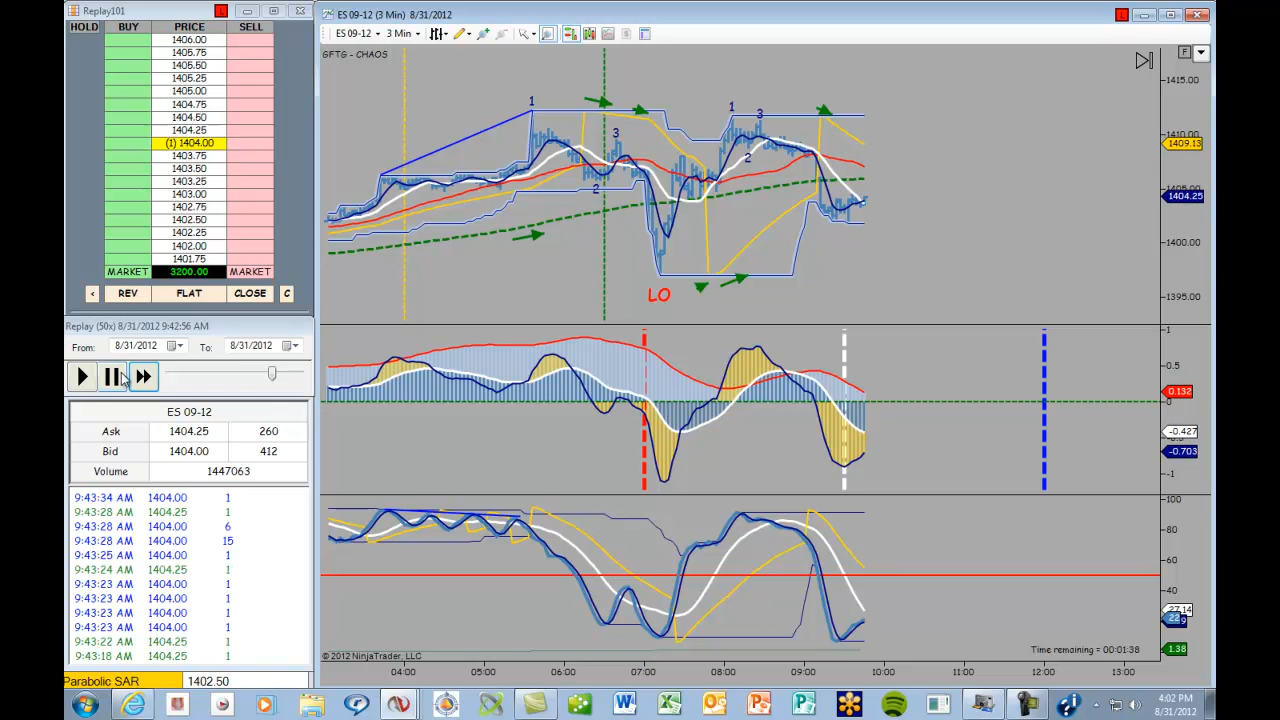 Replay101
HOLD BUY PRICE SELL
1406.00
1405.75
1405.50
1405.25
1405.00
1404.75
1404.50
1404.25
(1) 1404.00
1403.75
1403.50
1403.25
1403.00
1402.75
1402.50
1402.25
1402.00
1401.75
MARKET 3200.00 MARKET
< REV FLAT CLOSE C
Replay (50x) 8/31/2012 9:42:56 AM
From: 8/31/2012 To: 8/31/2012
ES 09-12
Ask 1404.25 260
Bid 1404.00 412
Volume 1447063
9:43:34 AM 1404.00 1
9:43:28 AM 1404.25 1
9:43:28 AM 1404.00 6
9:43:28 AM 1404.00 15
9:43:25 AM 1404.00 1
9:43:24 AM 1404.25 1
9:43:23 AM 1404.00 1
9:43:23 AM 1404.00 1
9:43:23 AM 1404.00 1
9:43:23 AM 1404.00 1
9:43:22 AM 1404.25 1
9:43:18 AM 1404.25 1
Parabolic SAR 1402.50
ES 09-12 (3 Min) 8/31/2012
ES 09-12 3 Min
GFTG - CHAOS
F
1415.00
1410.00
1409.13
1405.00
1404.25
1400.00
1395.00
1
2
3
LO
1
2
3
1
0.5
0.132
0
-0.427
-0.703
-1
100
80
60
40
27.14
1.38
Time remaining = 00:01:38
© 2012 NinjaTrader, LLC
04:00 05:00 06:00 07:00 08:00 09:00 10:00 11:00 12:00 13:00
4:02 PM
8/31/2012